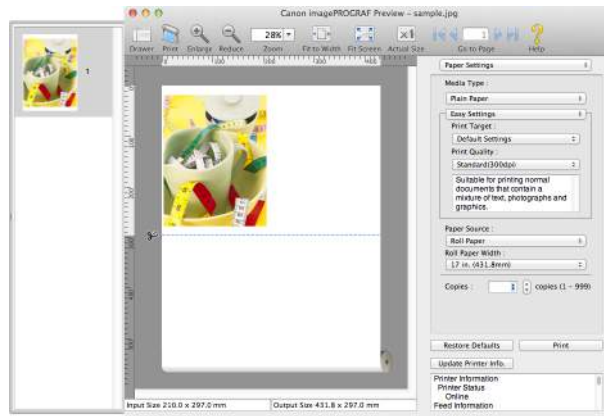 Canon imagePROGRAF Preview – sample.jpg
28%
1
Drawer Print Enlarge Reduce Zoom Fit to Width Fit Screen Actual Size Go to Page Help
1
Paper Settings
Media Type :
Plain Paper
Easy Settings
Print Target :
Default Settings
Print Quality :
Standard(300dpi)
Suitable for printing normal
documents that contain a
mixture of text, photographs and
graphics.
Paper Source :
Roll Paper
Roll Paper Width :
17 in. (431.8mm)
Copies : 1 copies (1 – 999)
Restore Defaults Print
Update Printer Info.
Printer Information
Printer Status
Online
Feed Information
Input Size 210.0 x 297.0 mm Output Size 431.8 x 297.0 mm